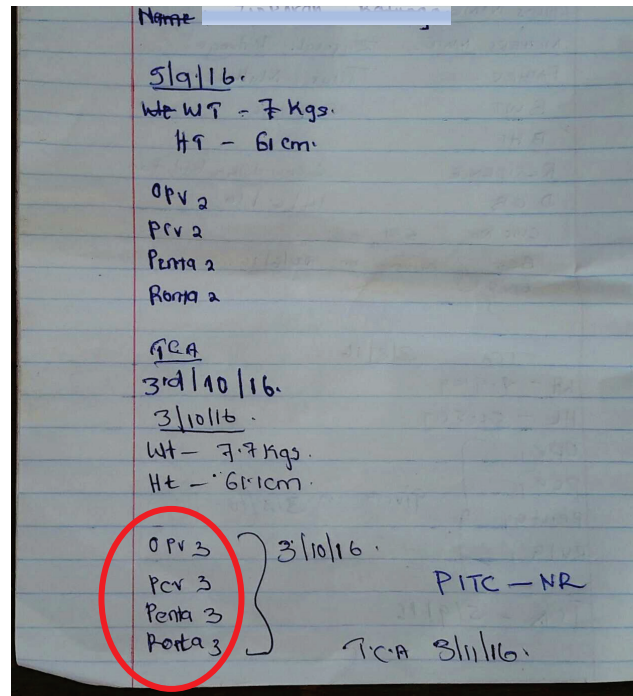 Name
5/9/16.
Wt WT - 7 Kgs.
HT - 61 cm.
OPV 2
PCV 2
Penta 2
Rota 2
TCA
3rd/10/16.
3/10/16.
Wt - 7.7 Kgs.
Ht - 61.1cm.
OPV 3
3/10/16.
PCV 3
PITC - NR
Penta 3
Rorta 3
T.C.A 3/11/16.